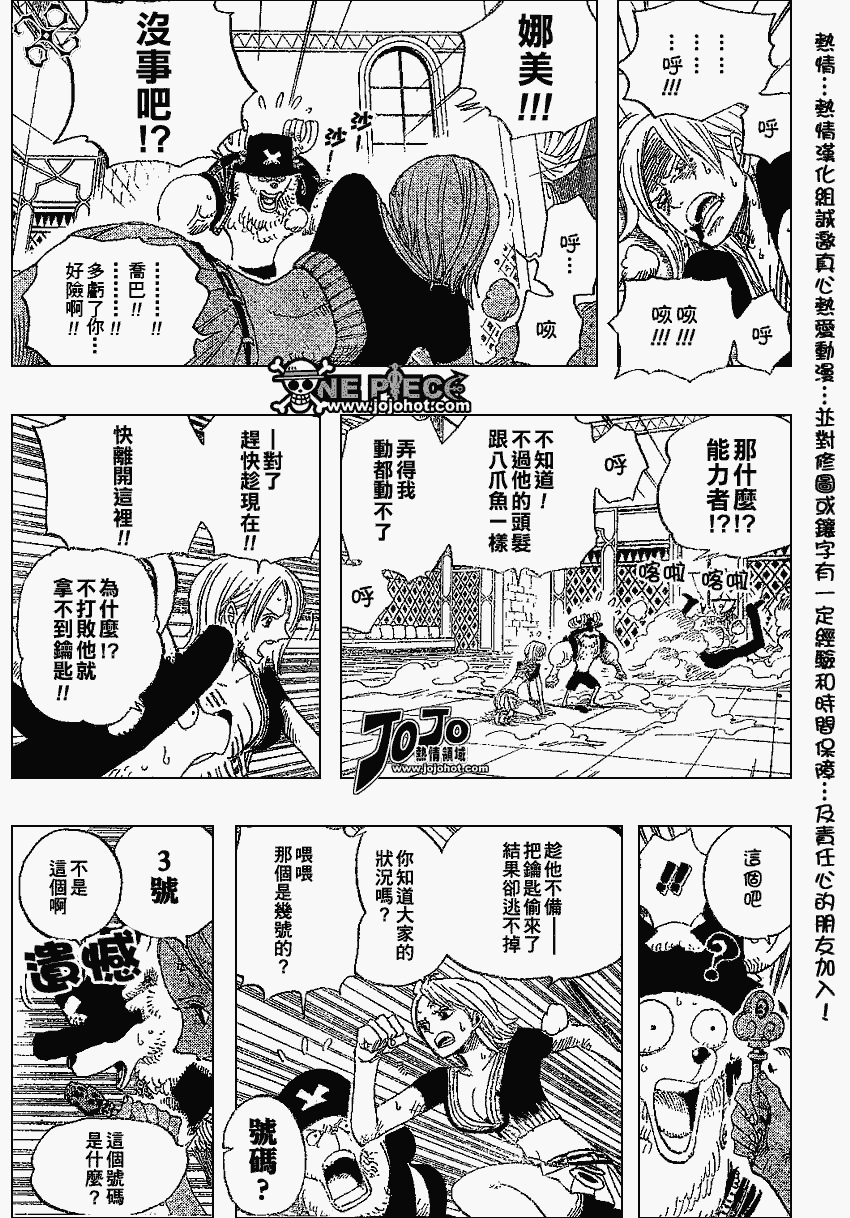 熱情…熱情漢化組誠邀真心熱愛動漫…並對修圖或鑲字有一定經驗和時間保障…及責任心的朋友加入！
……
……
…呼!!!
呼
咳!!!
咳!!!
呼
娜美!!!
沒事吧!?
沙…
沙…
呼…
咳
………!!
………!!
喬巴!!
多虧了你…
好險啊!!
ONE PIECE
www.jojohot.com
那什麼!?
能力者!?
呼
不知道！
不過他的頭髮
跟八爪魚一樣
弄得我
動都動不了
呼
喀啦
喀啦
JOJO
熱情領域
www.jojohot.com
—對了
趕快趁現在!!
快離開這裡!!
為什麼!?
不打敗他就
拿不到鑰匙!!
這個吧
!!
?
3
趁他不備——
把鑰匙偷來了
結果卻逃不掉
你知道大家的
狀況嗎？
喂喂
那個是幾號的？
號碼？
3號
不是
這個啊
遺憾
這個號碼
是什麼？